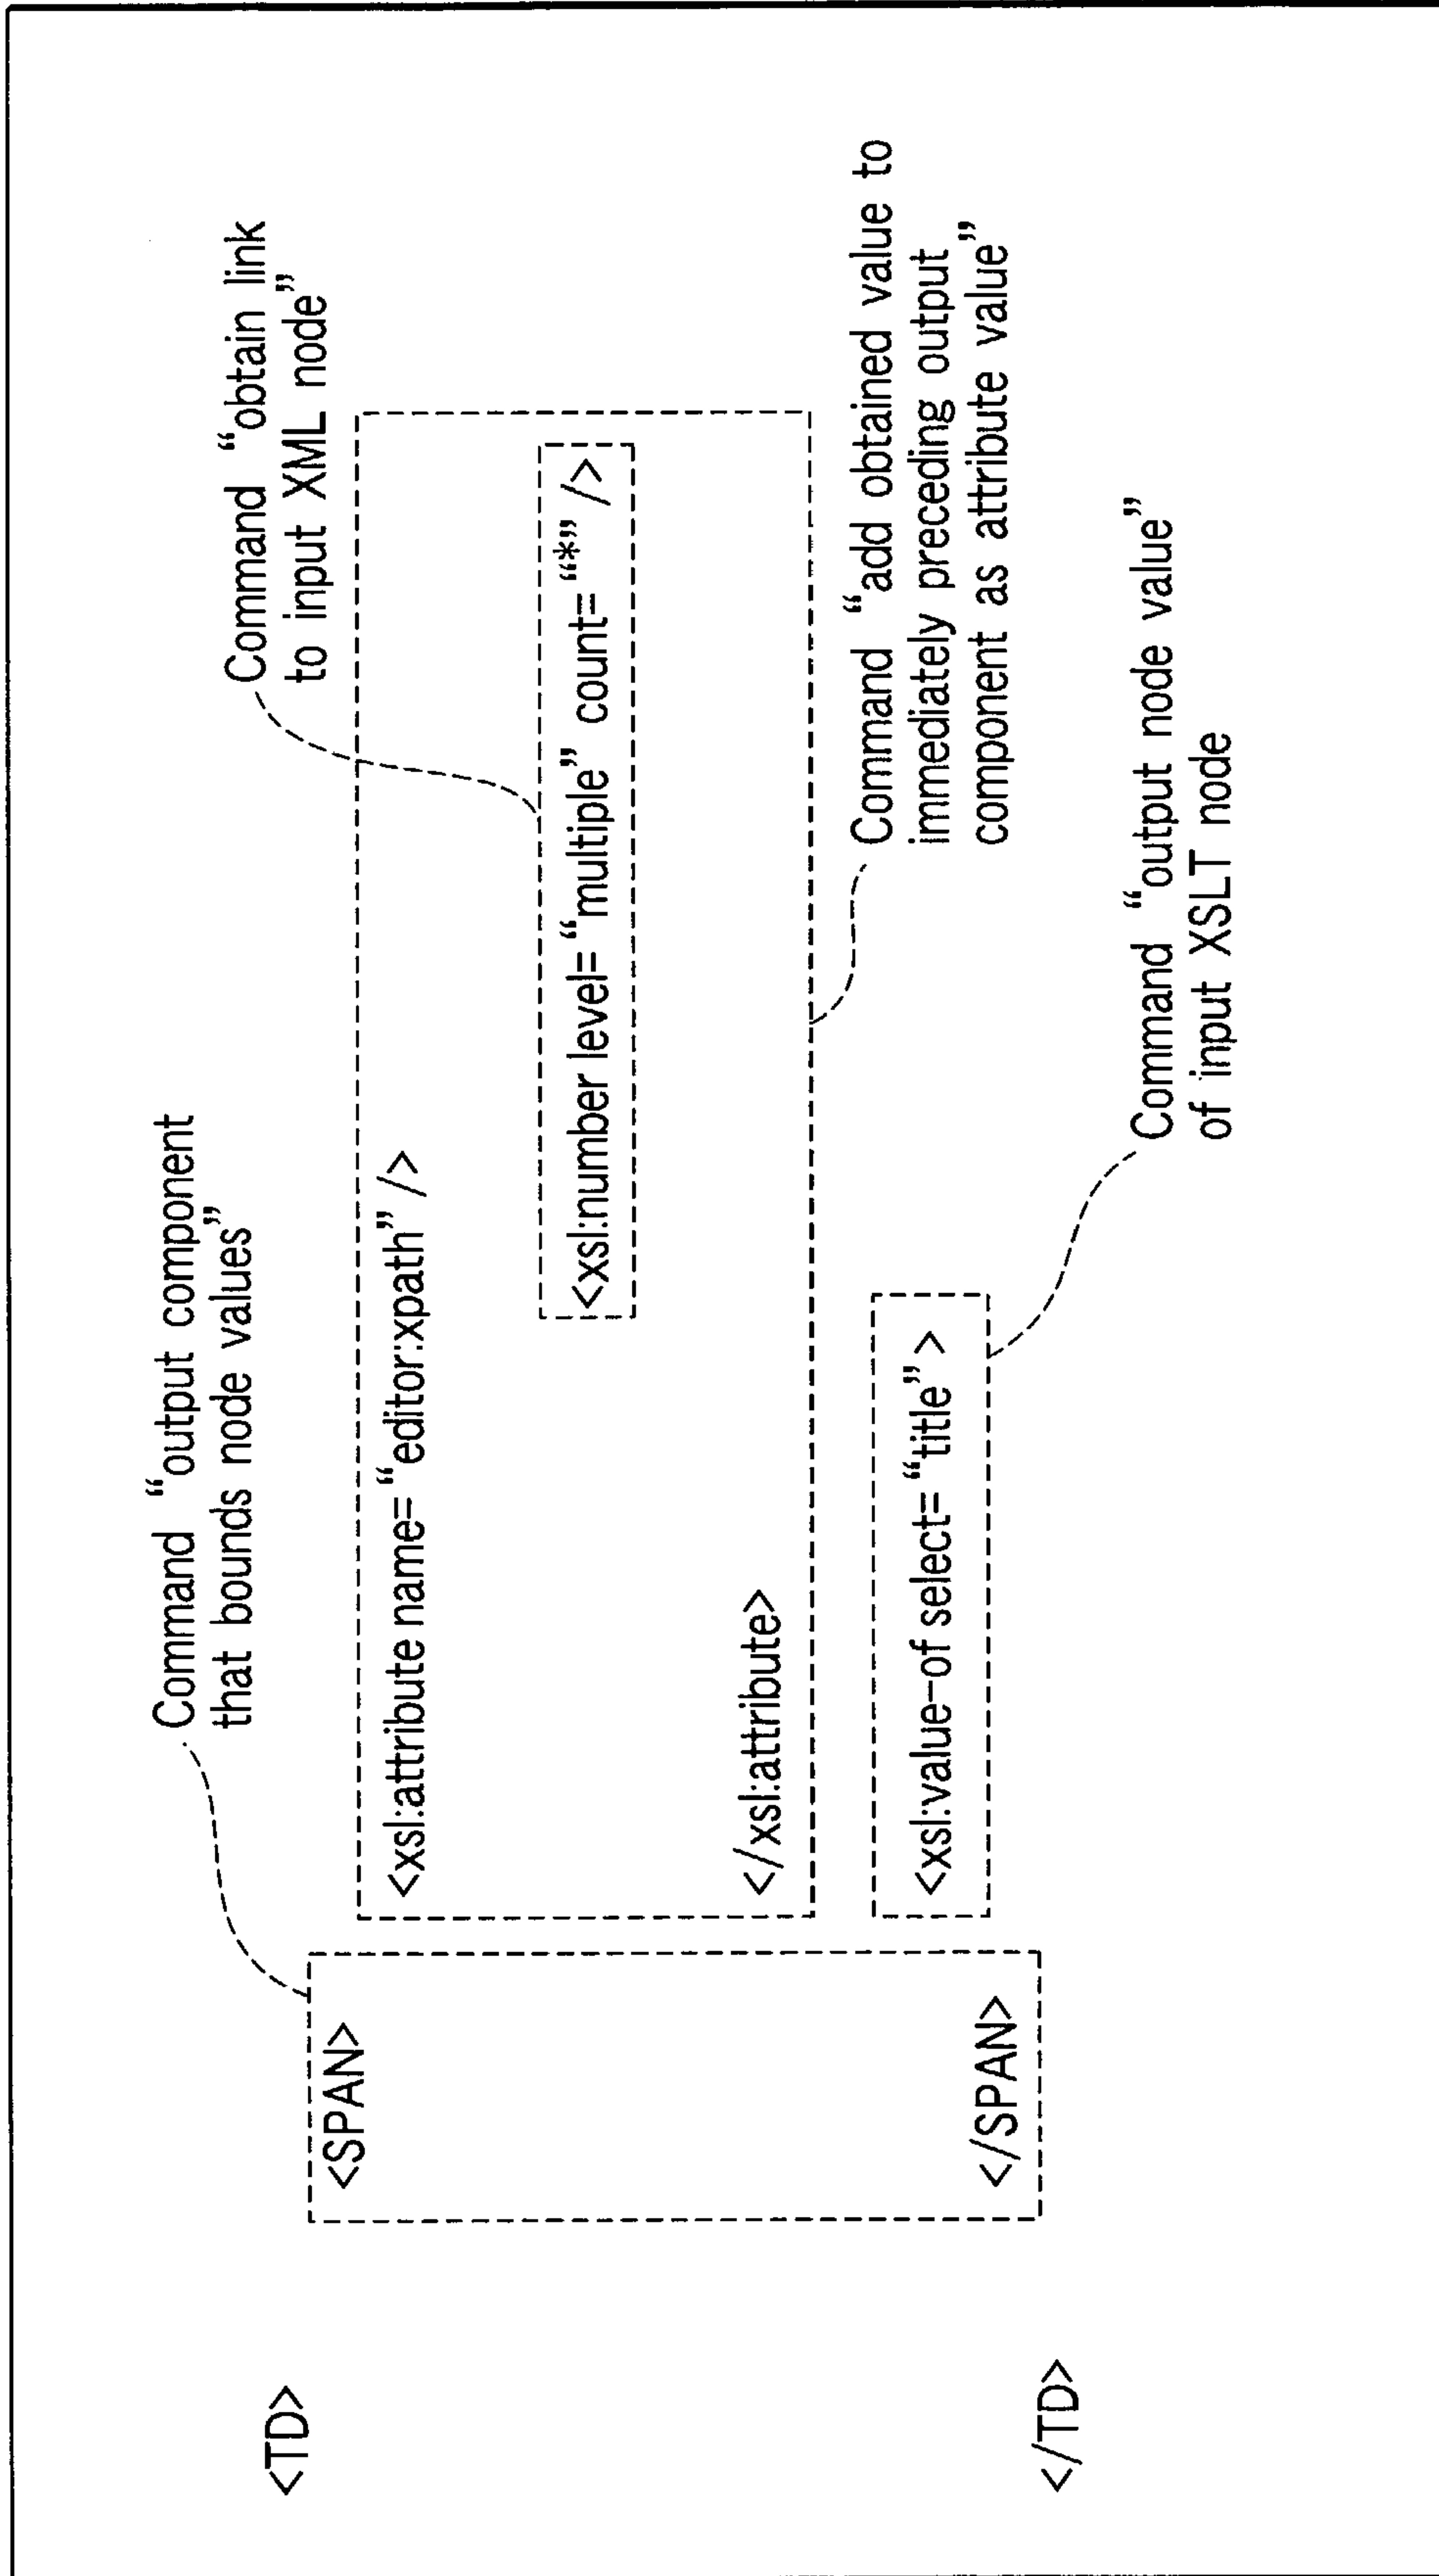 Command “output component
that bounds node values”
Command “obtain link
to input XML node”
<TD>
<SPAN>
<xsl:attribute name=“editor:xpath”/>
<xsl:number level=“multiple” count=“*” />
</xsl:attribute>
Command “add obtained value to
immediately preceding output
component as attribute value”
<xsl:value-of select=“title”>
</SPAN>
</TD>
Command “output node value”
of input XSLT node